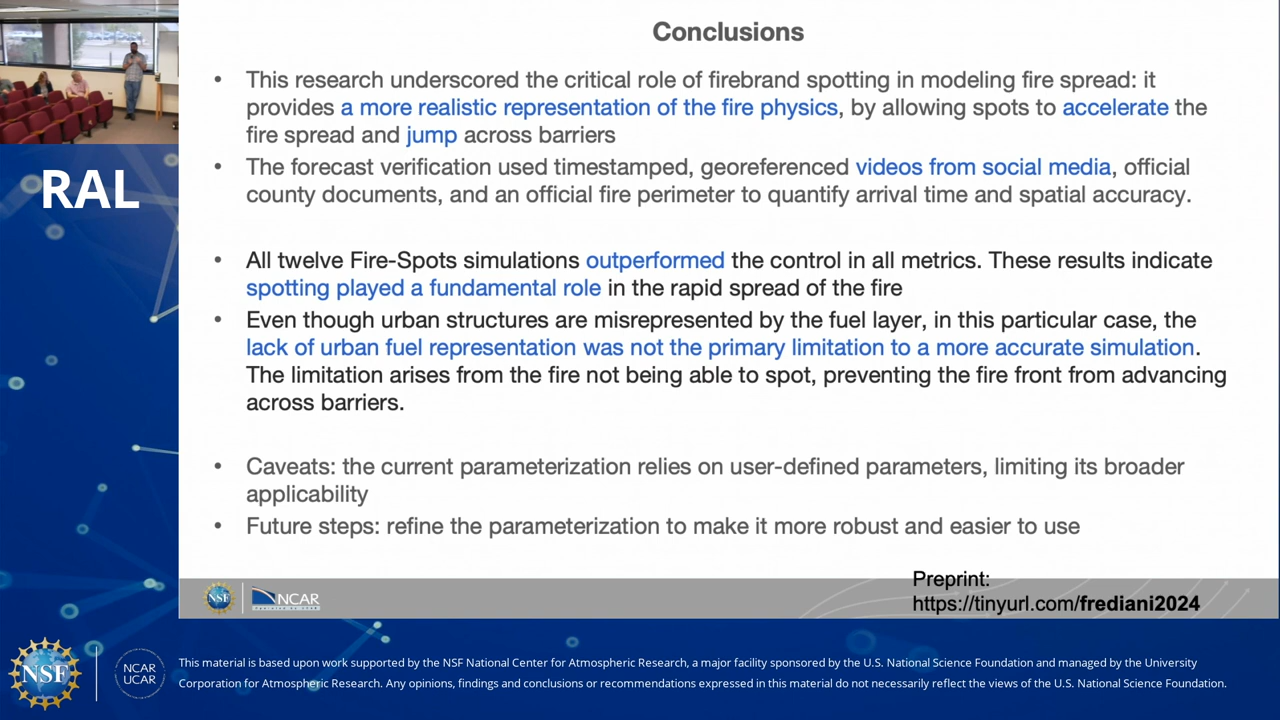 Conclusions
• This research underscored the critical role of firebrand spotting in modeling fire spread: it
provides a more realistic representation of the fire physics, by allowing spots to accelerate the
fire spread and jump across barriers
• The forecast verification used timestamped, georeferenced videos from social media, official
county documents, and an official fire perimeter to quantify arrival time and spatial accuracy.
RAL
• All twelve Fire-Spots simulations outperformed the control in all metrics. These results indicate
spotting played a fundamental role in the rapid spread of the fire
• Even though urban structures are misrepresented by the fuel layer, in this particular case, the
lack of urban fuel representation was not the primary limitation to a more accurate simulation.
The limitation arises from the fire not being able to spot, preventing the fire front from advancing
across barriers.
• Caveats: the current parameterization relies on user-defined parameters, limiting its broader
applicability
• Future steps: refine the parameterization to make it more robust and easier to use
NSF
NCAR
Preprint:
https://tinyurl.com/frediani2024
NSF
NCAR
UCAR
This material is based upon work supported by the NSF National Center for Atmospheric Research, a major facility sponsored by the U.S. National Science Foundation and managed by the University
Corporation for Atmospheric Research. Any opinions, findings and conclusions or recommendations expressed in this material do not necessarily reflect the views of the U.S. National Science Foundation.